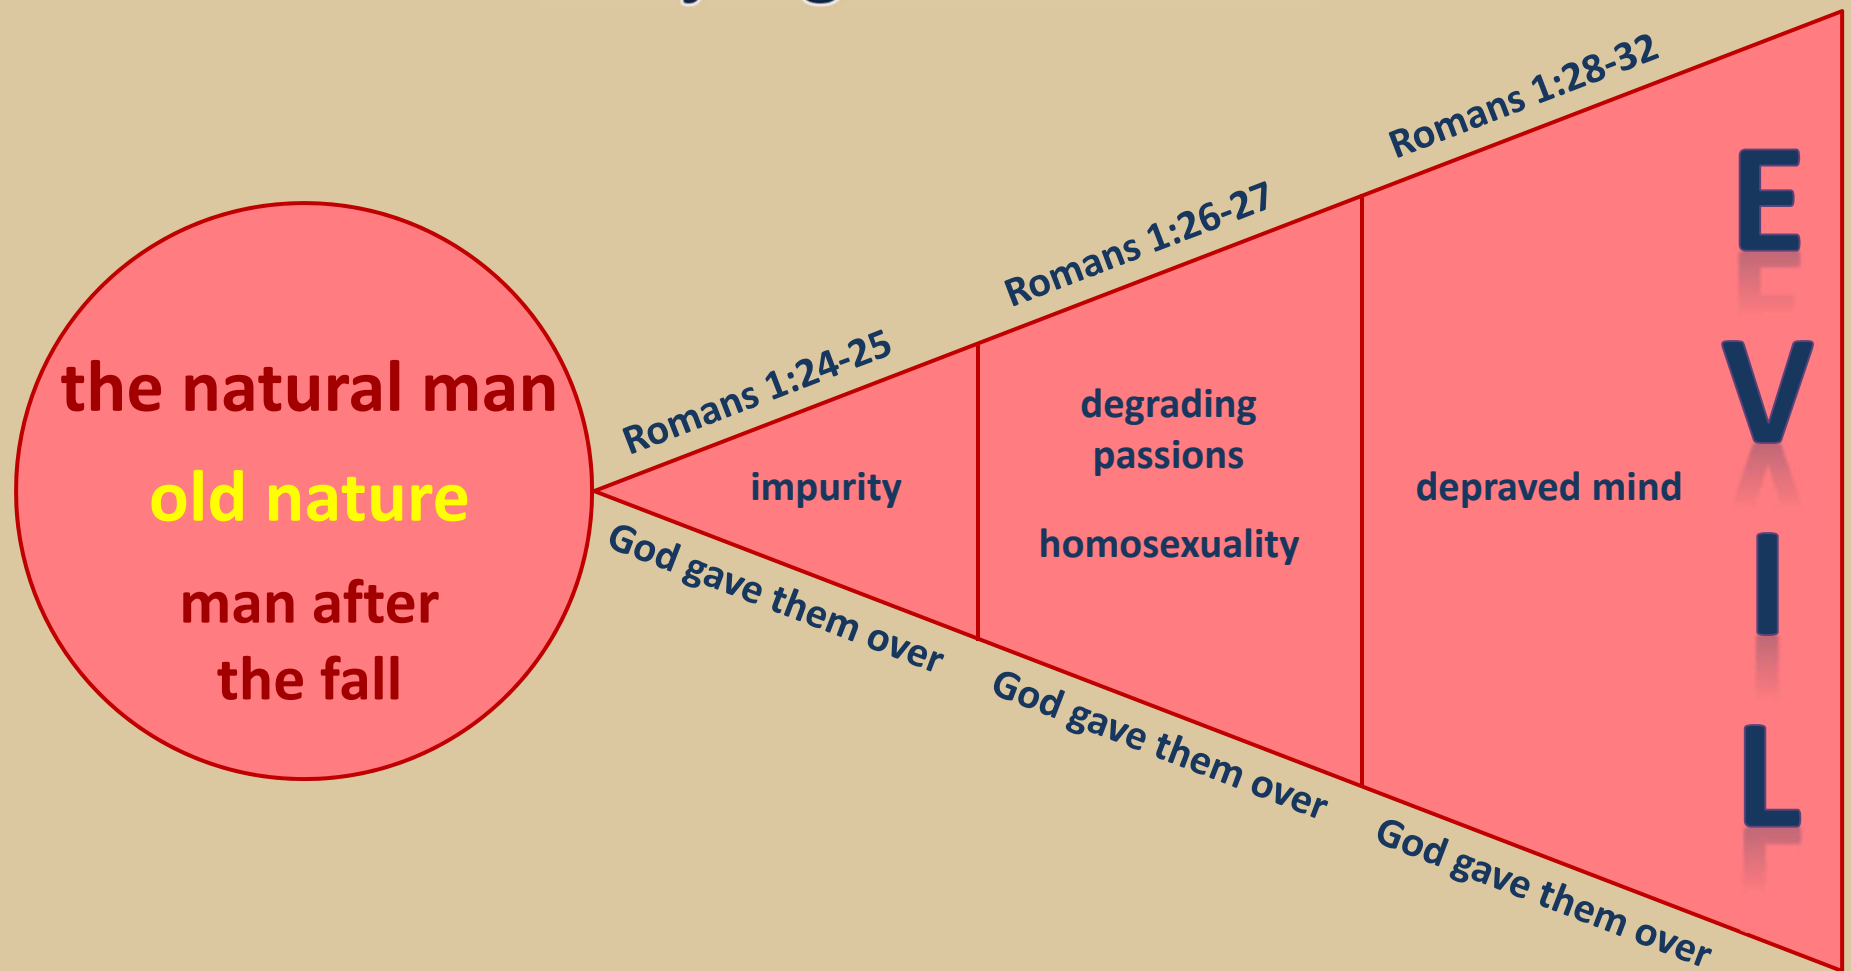 the natural man
old nature
man after
the fall
Romans 1:24-25
impurity
God gave them over
Romans 1:26-27
degrading
passions
homosexuality
God gave them over
Romans 1:28-32
depraved mind
God gave them over
E
V
I
L